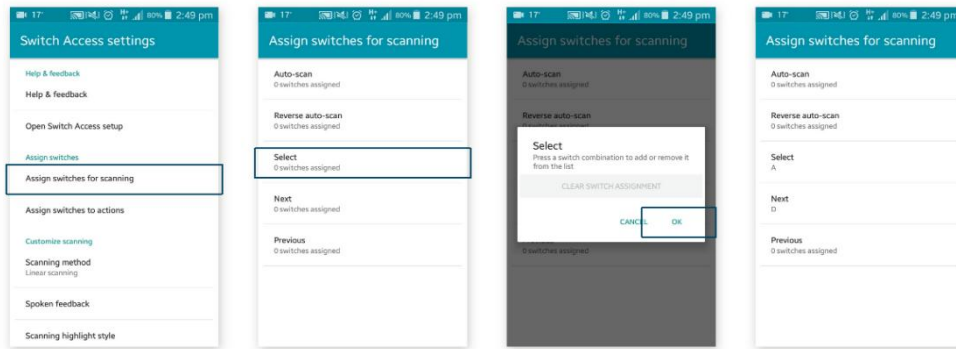 17° 80% 2:49 pm
Switch Access settings
Help & feedback
Help & feedback
Open Switch Access setup
Assign switches
Assign switches for scanning
Assign switches to actions
Customize scanning
Scanning method
Linear scanning
Spoken feedback
Scanning highlight style
17° 80% 2:49 pm
Assign switches for scanning
Auto-scan
0 switches assigned
Reverse auto-scan
0 switches assigned
Select
0 switches assigned
Next
0 switches assigned
Previous
0 switches assigned
17° 80% 2:49 pm
Assign switches for scanning
Auto-scan
0 switches assigned
Reverse auto-scan
0 switches assigned
Select
Press a switch combination to add or remove it
from the list
CLEAR SWITCH ASSIGNMENT
CANCEL OK
0 switches assigned
17° 80% 2:49 pm
Assign switches for scanning
Auto-scan
0 switches assigned
Reverse auto-scan
0 switches assigned
Select
A
Next
D
Previous
0 switches assigned